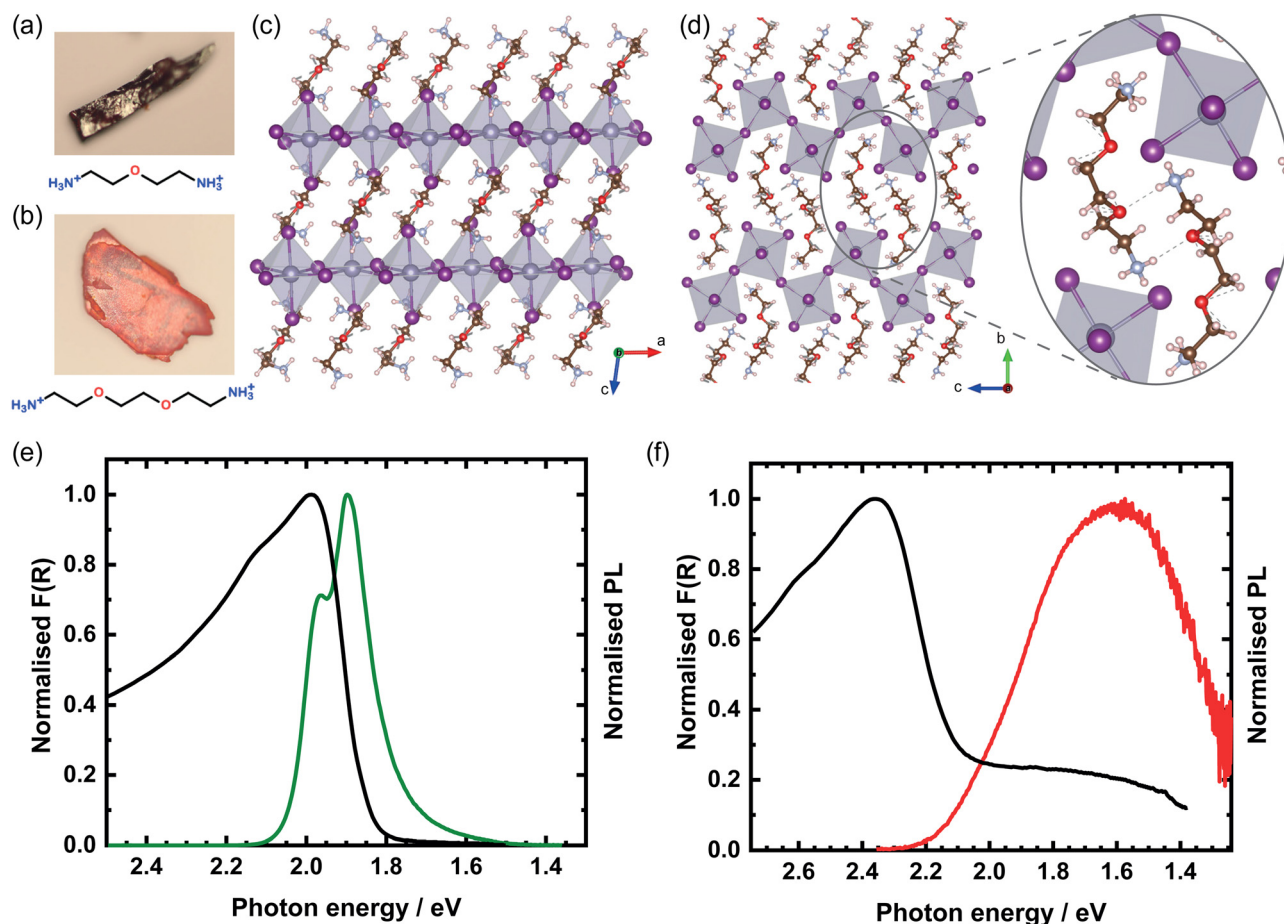 (a)
H₃N⁺ O NH₃⁺
(b)
H₃N⁺ O O NH₃⁺
(c)
b a
c
(d)
b
c a
(e)
Normalised F(R)
1.0
0.8
0.6
0.4
0.2
0.0
2.4 2.2 2.0 1.8 1.6 1.4
Photon energy / eV
Normalised PL
(f)
Normalised F(R)
1.0
0.8
0.6
0.4
0.2
0.0
2.6 2.4 2.2 2.0 1.8 1.6 1.4
Photon energy / eV
Normalised PL